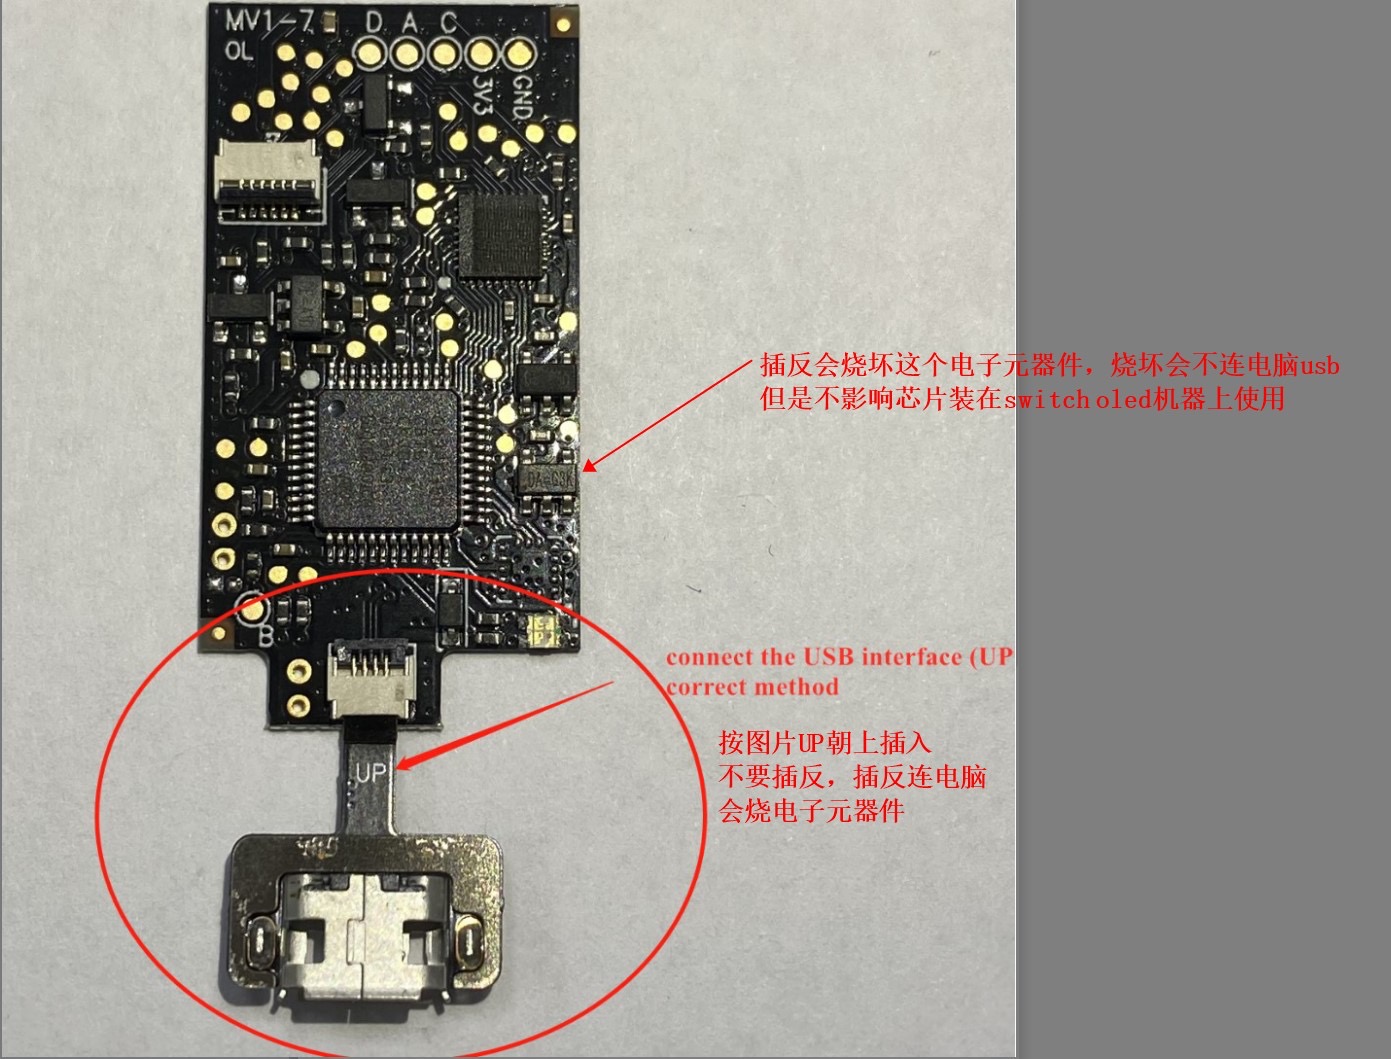 MV1-7 D A C
OL
3V3 GND
插反会烧坏这个电子元器件，烧坏会不连电脑usb
但是不影响芯片装在switcholed机器上使用
DA=G3K
B
connect the USB interface (UP
correct method
按图片UP朝上插入
不要插反，插反连电脑
会烧电子元器件
UP